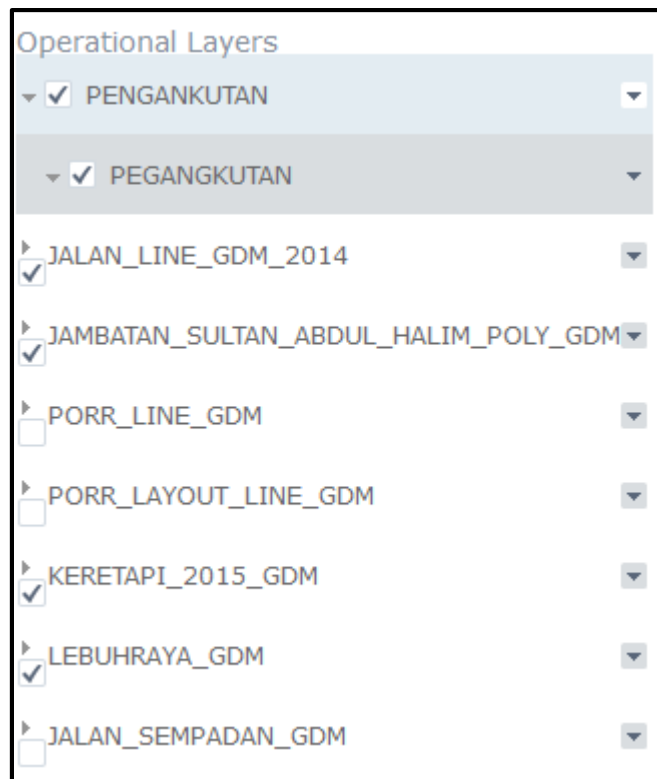 Operational Layers
PENGANKUTAN
PEGANGKUTAN
JALAN_LINE_GDM_2014
JAMBATAN_SULTAN_ABDUL_HALIM_POLY_GDM
PORR_LINE_GDM
PORR_LAYOUT_LINE_GDM
KERETAPI_2015_GDM
LEBUHRAYA_GDM
JALAN_SEMPADAN_GDM